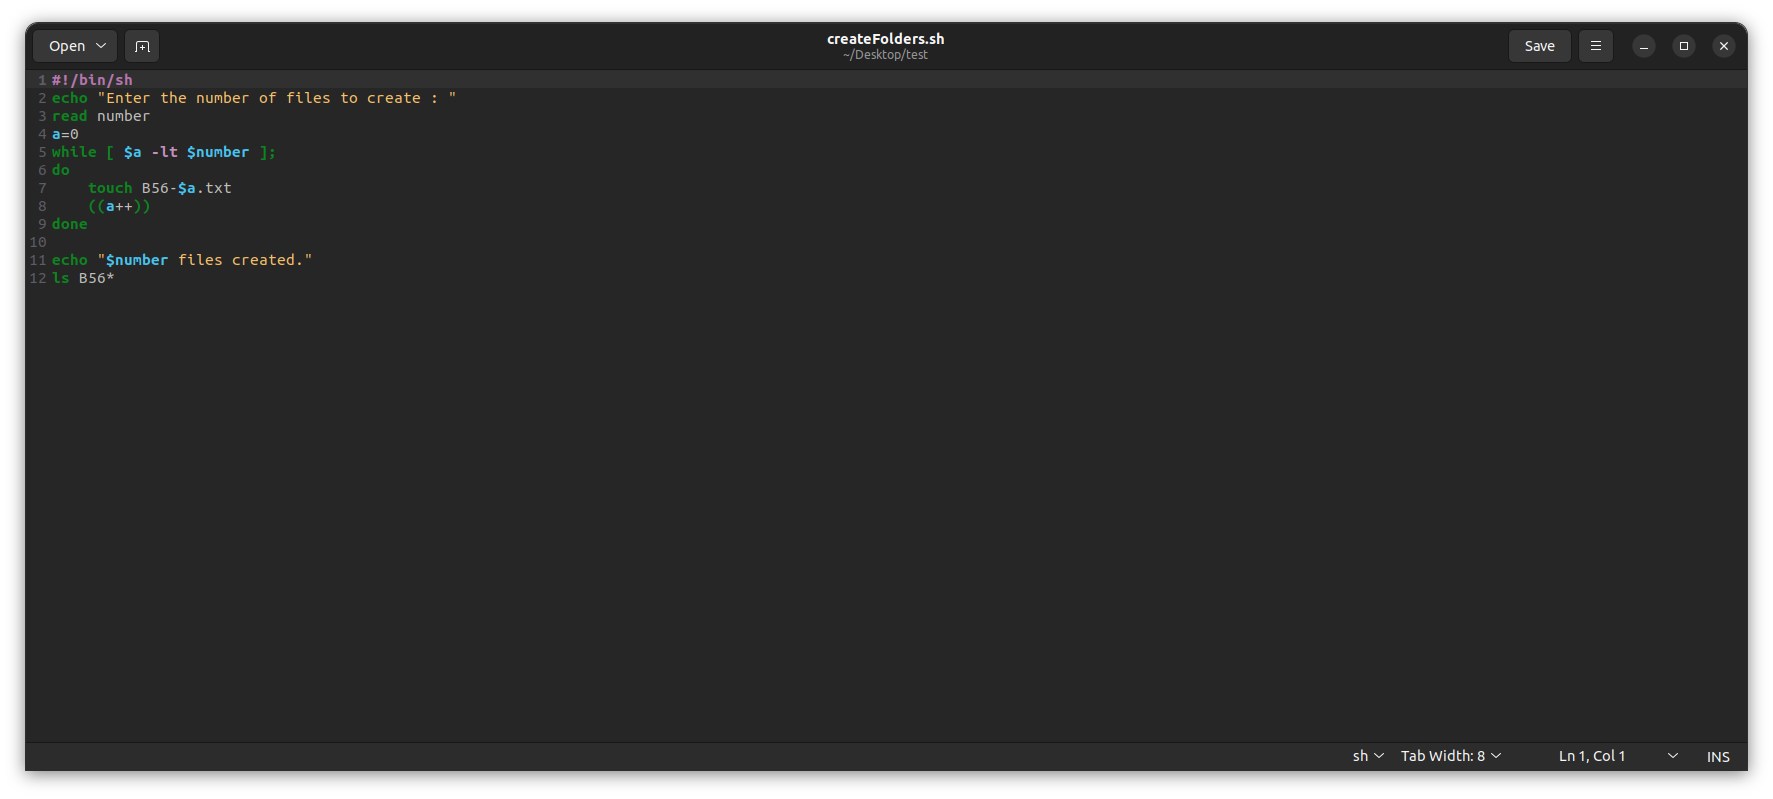 Open
createFolders.sh
~/Desktop/test
Save
1 #!/bin/sh
2 echo "Enter the number of files to create : "
3 read number
4 a=0
5 while [ $a -lt $number ];
6 do
7     touch B56-$a.txt
8     ((a++))
9 done
10
11 echo "$number files created."
12 ls B56*
sh Tab Width: 8 Ln 1, Col 1 INS